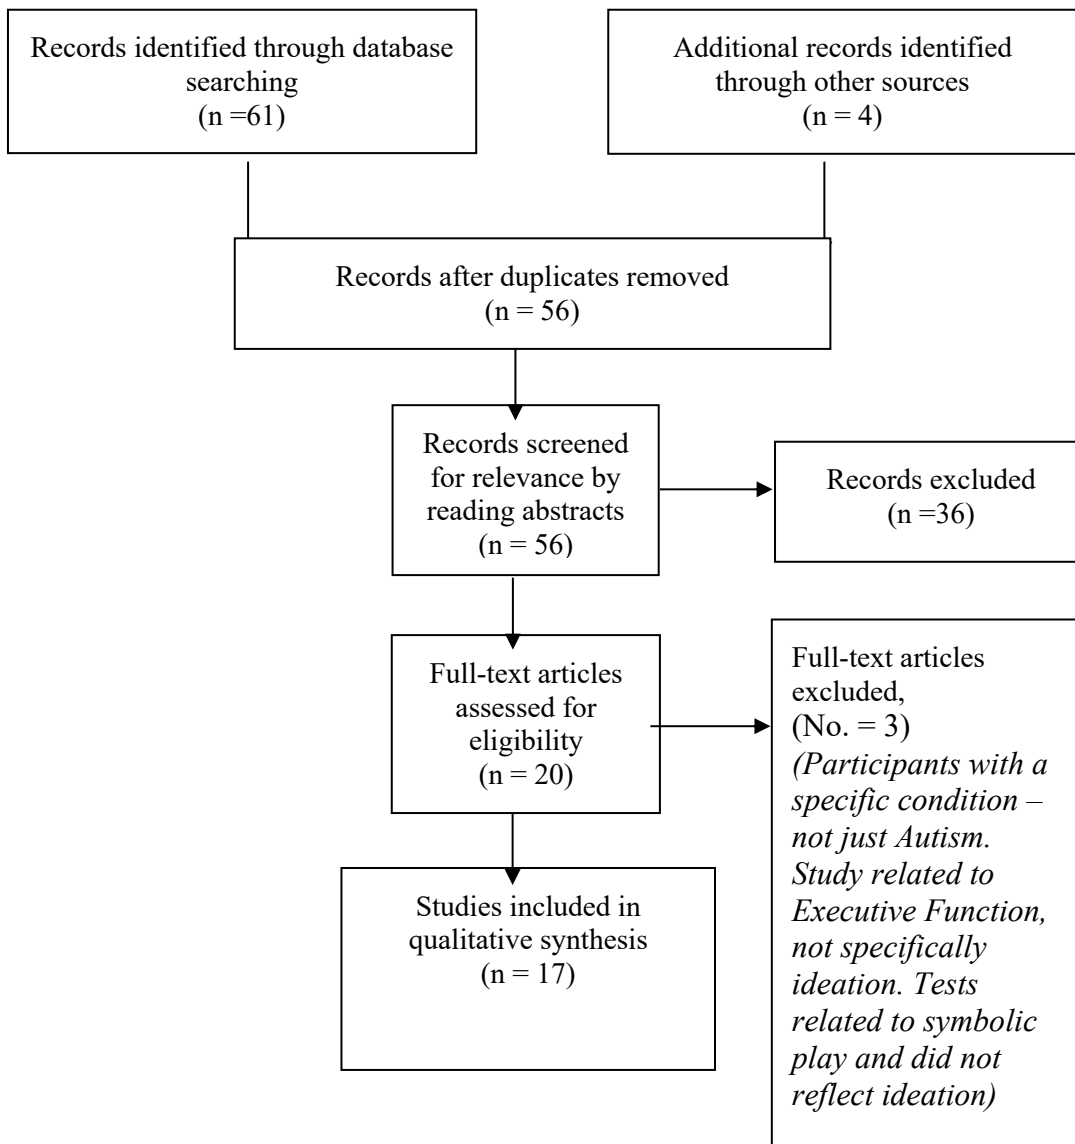 Records identified through database
searching
(n =61)
Additional records identified
through other sources
(n = 4)
Records after duplicates removed
(n = 56)
Records screened
for relevance by
reading abstracts
(n = 56)
Records excluded
(n =36)
Full-text articles
assessed for
eligibility
(n = 20)
Full-text articles
excluded,
(No. = 3)
(Participants with a
specific condition –
not just Autism.
Study related to
Executive Function,
not specifically
ideation. Tests
related to symbolic
play and did not
reflect ideation)
Studies included in
qualitative synthesis
(n = 17)